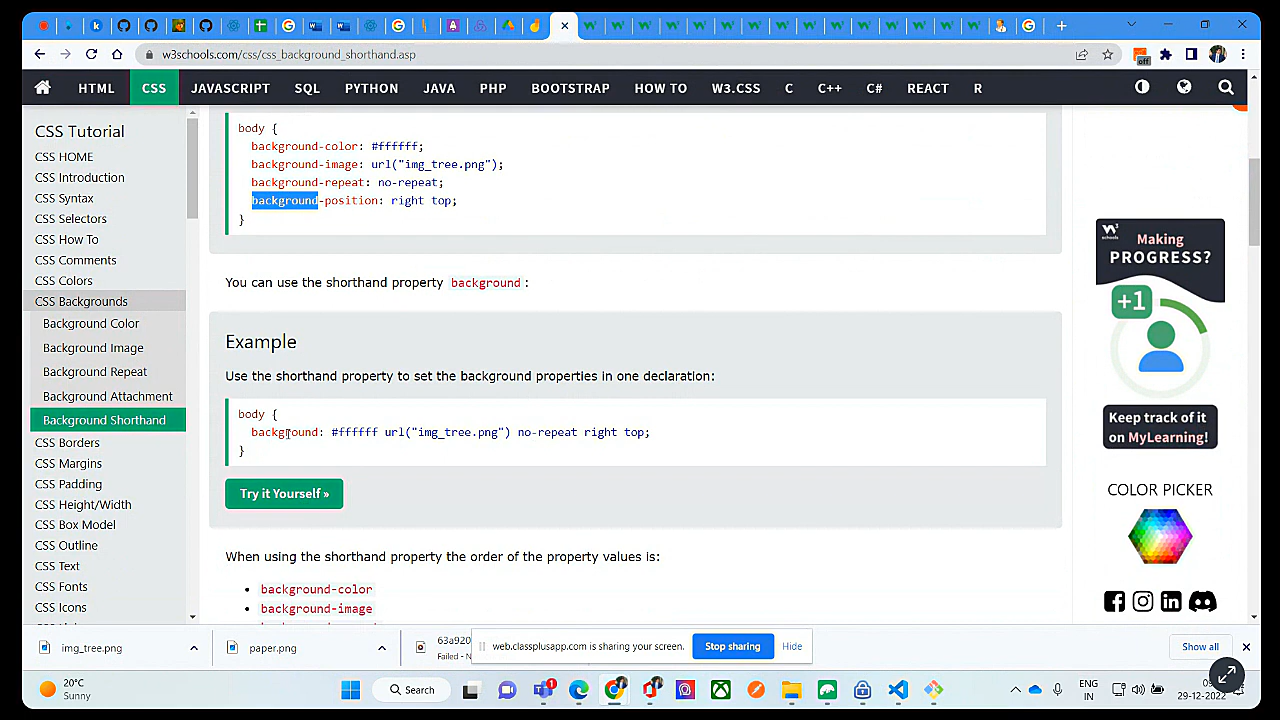 w3schools.com/css/css_background_shorthand.asp
off
HTML CSS JAVASCRIPT SQL PYTHON JAVA PHP BOOTSTRAP HOW TO W3.CSS C C++ C# REACT R
CSS Tutorial
CSS HOME
CSS Introduction
CSS Syntax
CSS Selectors
CSS How To
CSS Comments
CSS Colors
CSS Backgrounds
Background Color
Background Image
Background Repeat
Background Attachment
Background Shorthand
CSS Borders
CSS Margins
CSS Padding
CSS Height/Width
CSS Box Model
CSS Outline
CSS Text
CSS Fonts
CSS Icons
body {
background-color: #ffffff;
background-image: url("img_tree.png");
background-repeat: no-repeat;
background-position: right top;
}
You can use the shorthand property background :
Example
Use the shorthand property to set the background properties in one declaration:
body {
background: #ffffff url("img_tree.png") no-repeat right top;
}
Try it Yourself »
When using the shorthand property the order of the property values is:
• background-color
• background-image
schools
Making
PROGRESS?
+1
Keep track of it
on MyLearning!
COLOR PICKER
img_tree.png
paper.png
63a920
Failed - N
web.classplusapp.com is sharing your screen.
Stop sharing
Hide
Show all
20°C
Sunny
Search
1
ENG
IN
29-12-2022